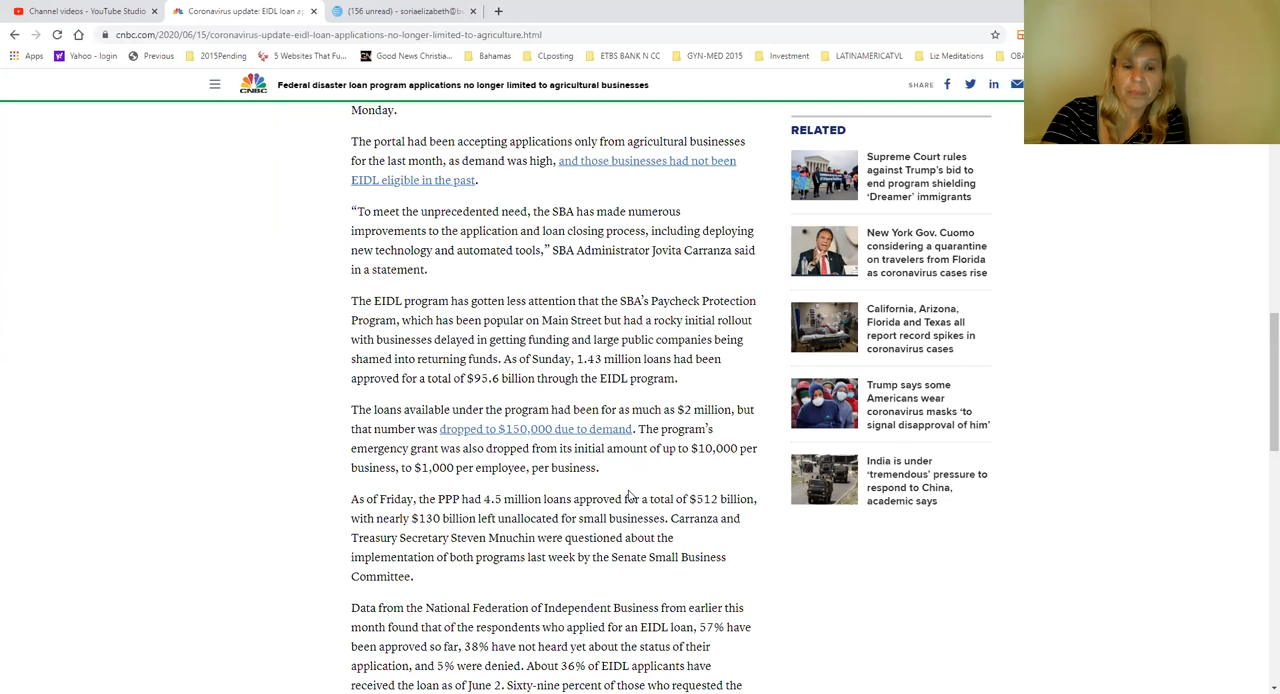 Channel videos - YouTube Studio
Coronavirus update: EIDL loan a
(156 unread) - soriaelizabeth@b
cnbc.com/2020/06/15/coronavirus-update-eidl-loan-applications-no-longer-limited-to-agriculture.html
Apps
Yahoo - login
Previous
2015Pending
5 Websites That Fu...
Good News Christia...
Bahamas
CLposting
ETBS BANK N CC
GYN-MED 2015
Investment
LATINAMERICATVL
Liz Meditations
CNBC
Federal disaster loan program applications no longer limited to agricultural businesses
SHARE
Monday.
The portal had been accepting applications only from agricultural businesses
for the last month, as demand was high, and those businesses had not been
EIDL eligible in the past.
“To meet the unprecedented need, the SBA has made numerous
improvements to the application and loan closing process, including deploying
new technology and automated tools,” SBA Administrator Jovita Carranza said
in a statement.
The EIDL program has gotten less attention that the SBA’s Paycheck Protection
Program, which has been popular on Main Street but had a rocky initial rollout
with businesses delayed in getting funding and large public companies being
shamed into returning funds. As of Sunday, 1.43 million loans had been
approved for a total of $95.6 billion through the EIDL program.
The loans available under the program had been for as much as $2 million, but
that number was dropped to $150,000 due to demand. The program’s
emergency grant was also dropped from its initial amount of up to $10,000 per
business, to $1,000 per employee, per business.
As of Friday, the PPP had 4.5 million loans approved for a total of $512 billion,
with nearly $130 billion left unallocated for small businesses. Carranza and
Treasury Secretary Steven Mnuchin were questioned about the
implementation of both programs last week by the Senate Small Business
Committee.
Data from the National Federation of Independent Business from earlier this
month found that of the respondents who applied for an EIDL loan, 57% have
been approved so far, 38% have not heard yet about the status of their
application, and 5% were denied. About 36% of EIDL applicants have
received the loan as of June 2. Sixty-nine percent of those who requested the
RELATED
Supreme Court rules
against Trump’s bid to
end program shielding
‘Dreamer’ immigrants
New York Gov. Cuomo
considering a quarantine
on travelers from Florida
as coronavirus cases rise
California, Arizona,
Florida and Texas all
report record spikes in
coronavirus cases
Trump says some
Americans wear
coronavirus masks ‘to
signal disapproval of him’
India is under
‘tremendous’ pressure to
respond to China,
academic says